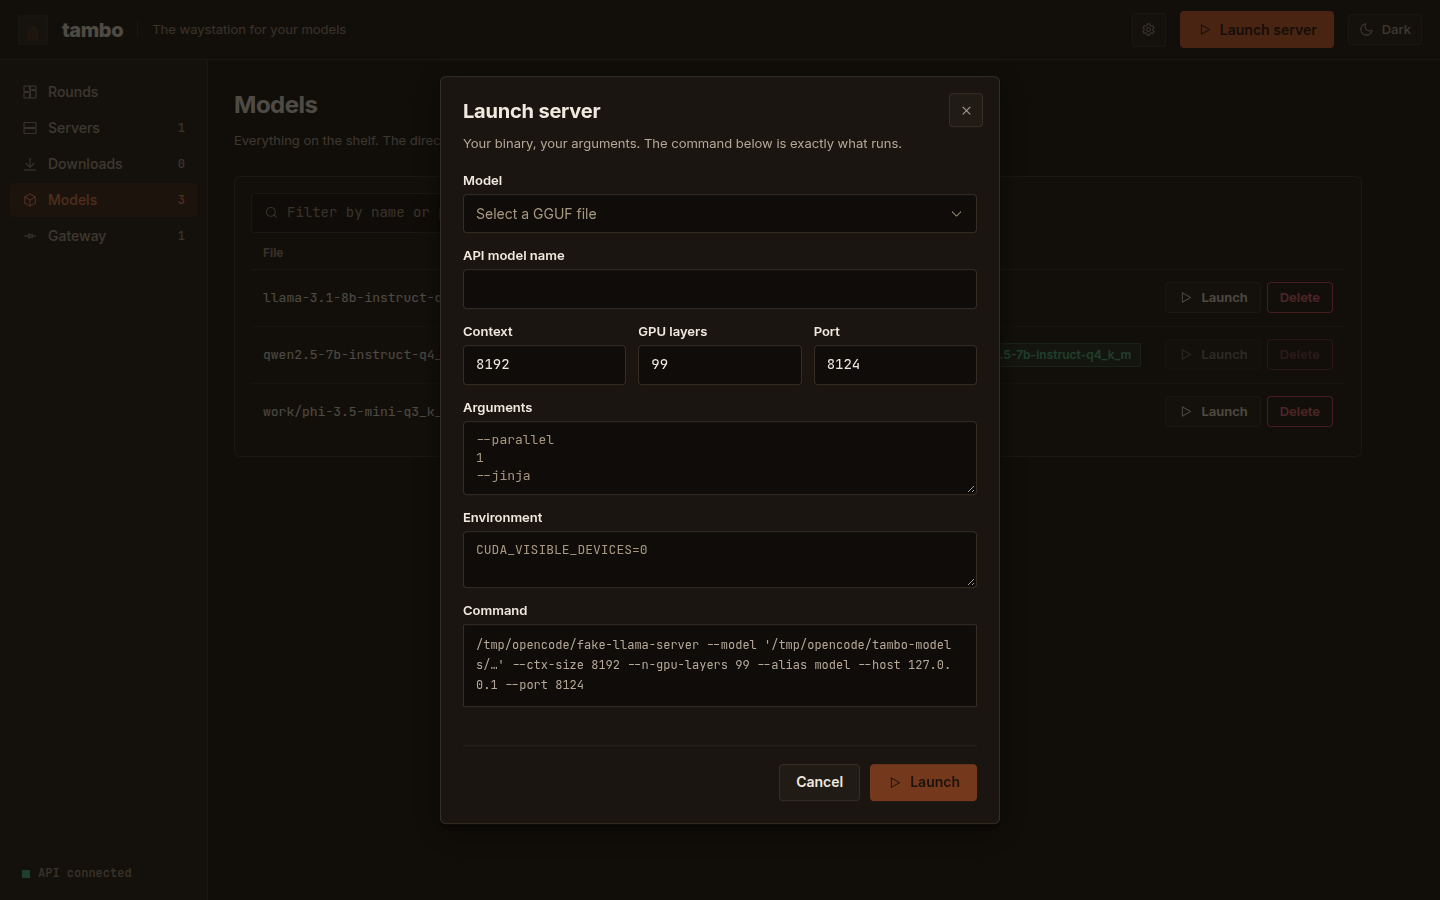 tambo
The waystation for your models
Launch server
Dark
Rounds
Servers 1
Downloads 0
Models 3
Gateway 1
API connected
Models
Everything on the shelf. The direc
Filter by name or
File
llama-3.1-8b-instruct-q
Launch
Delete
qwen2.5-7b-instruct-q4_
.5-7b-instruct-q4_k_m
Launch
Delete
work/phi-3.5-mini-q3_k_
Launch
Delete
Launch server
Your binary, your arguments. The command below is exactly what runs.
Model
Select a GGUF file
API model name
Context GPU layers Port
8192 99 8124
Arguments
--parallel
1
--jinja
Environment
CUDA_VISIBLE_DEVICES=0
Command
/tmp/opencode/fake-llama-server --model '/tmp/opencode/tambo-model
s/…' --ctx-size 8192 --n-gpu-layers 99 --alias model --host 127.0.
0.1 --port 8124
Cancel
Launch